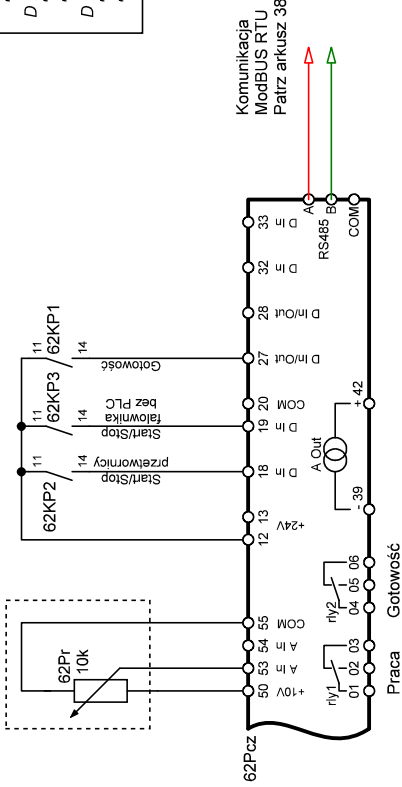 D
D
Komunikacja
ModBUS RTU
Patrz arkusz 38
62KP1
11
14
Gotowość
62KP3
11
14
Start/Stop
falownika
bez PLC
62KP2
11
14
Start/Stop
przetwornicy
62Pr
10k
62Pcz
50
53
54
55
12
13
18
19
20
27
28
32
33
+10V
A In
A In
COM
+24V
D In
D In
COM
D In/Out
D In/Out
D In
D In
A
B
COM
RS485
rly1
01
02
03
rly2
04
05
06
A Out
- 39
+ 42
Praca
Gotowość